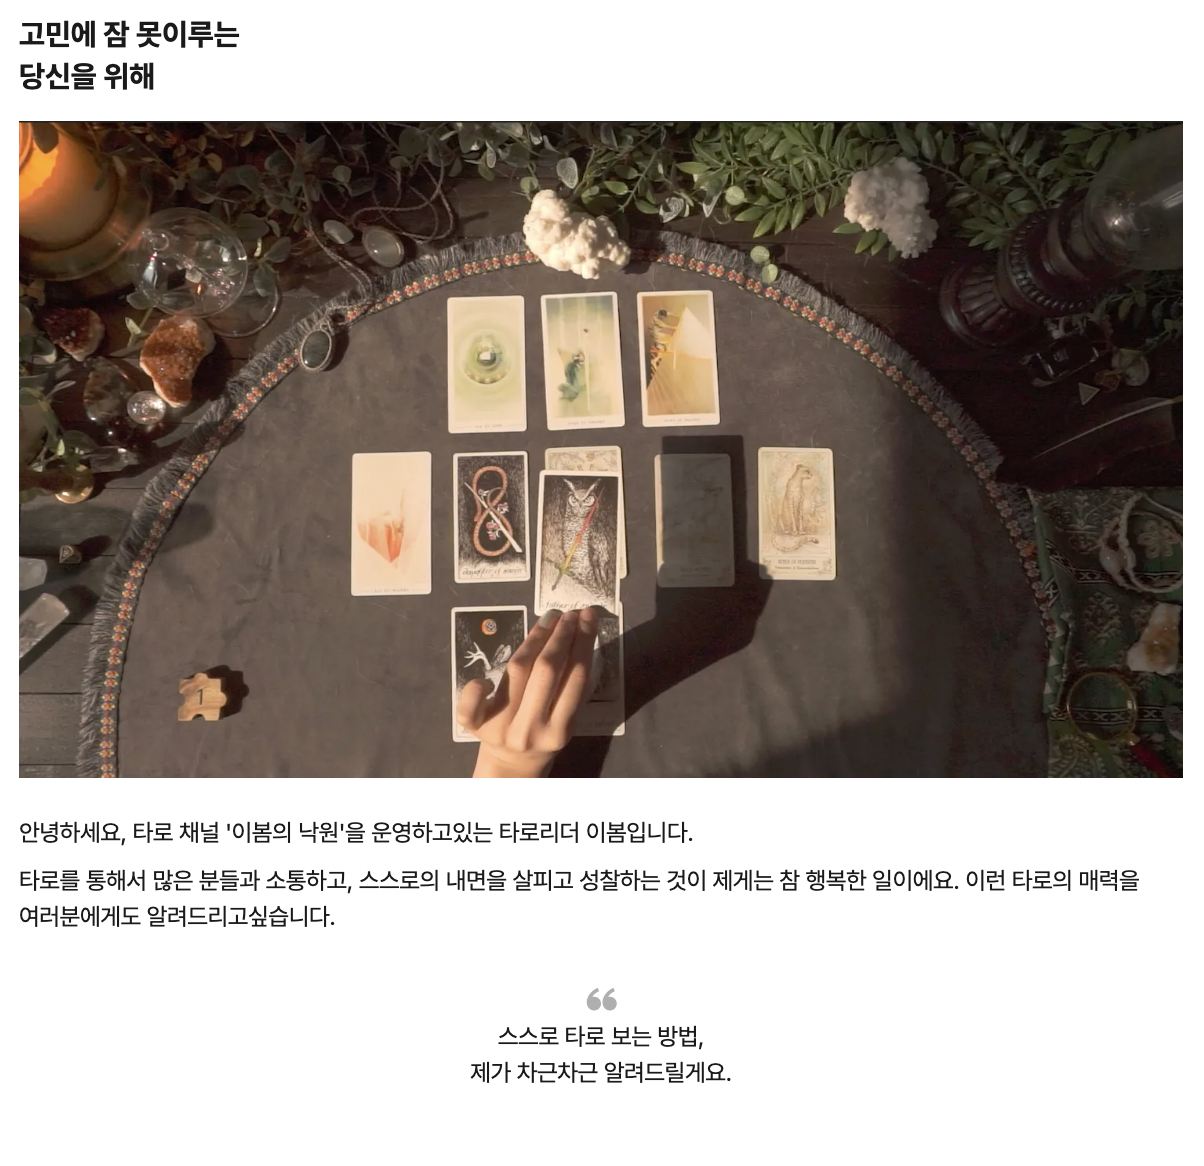 고민에 잠 못이루는
당신을 위해
1
안녕하세요, 타로 채널 '이봄의 낙원'을 운영하고있는 타로리더 이봄입니다.
타로를 통해서 많은 분들과 소통하고, 스스로의 내면을 살피고 성찰하는 것이 제게는 참 행복한 일이에요. 이런 타로의 매력을
여러분에게도 알려드리고싶습니다.
“
스스로 타로 보는 방법,
제가 차근차근 알려드릴게요.